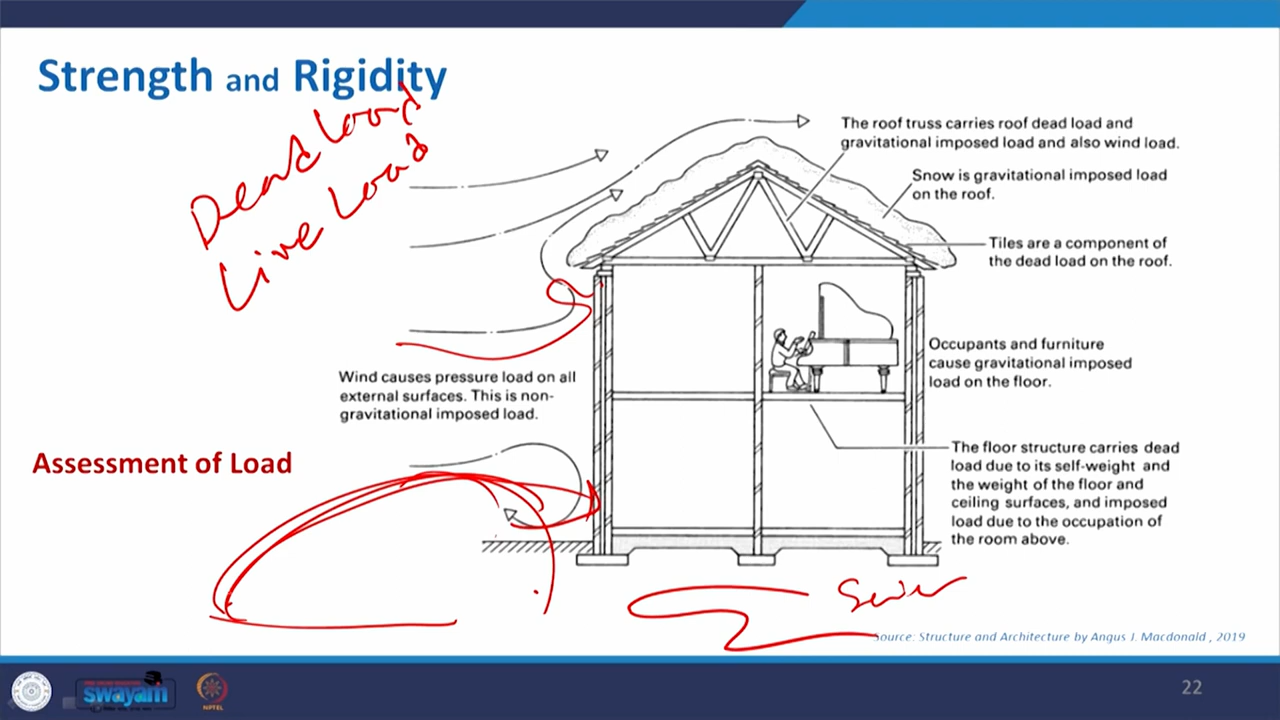 Strength and Rigidity
Dead Load
Live Load
The roof truss carries roof dead load and
gravitational imposed load and also wind load.
Snow is gravitational imposed load
on the roof.
Tiles are a component of
the dead load on the roof.
Occupants and furniture
cause gravitational imposed
load on the floor.
Wind causes pressure load on all
external surfaces. This is non-
gravitational imposed load.
Assessment of Load
The floor structure carries dead
load due to its self-weight and
the weight of the floor and
ceiling surfaces, and imposed
load due to the occupation of
the room above.
Source: Structure and Architecture by Angus J. Macdonald , 2019
swayam
NPTEL
22